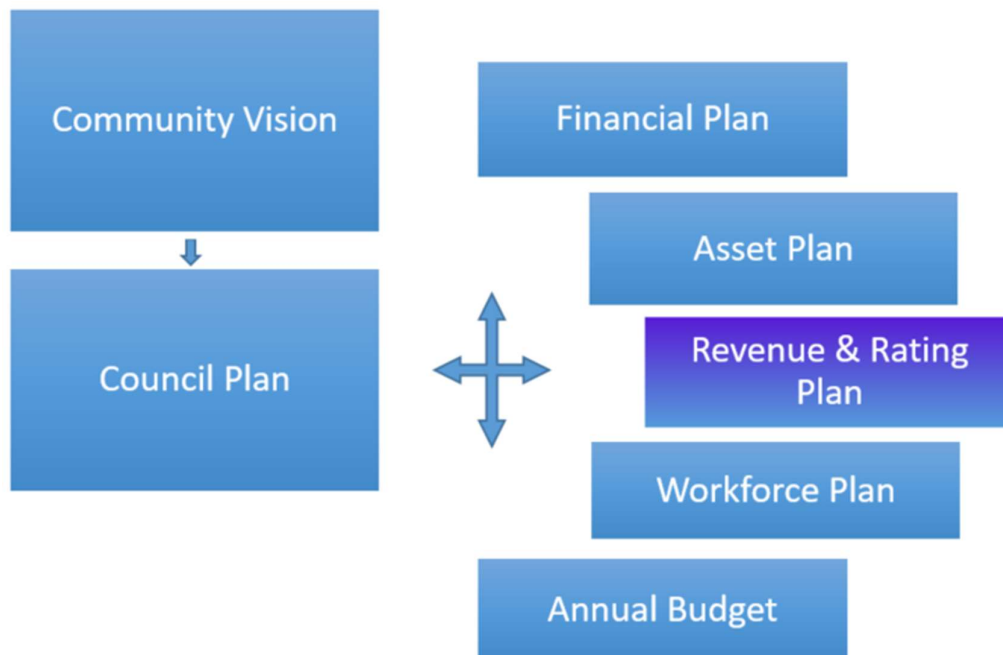 Community Vision
Council Plan
Financial Plan
Asset Plan
Revenue & Rating
Plan
Workforce Plan
Annual Budget